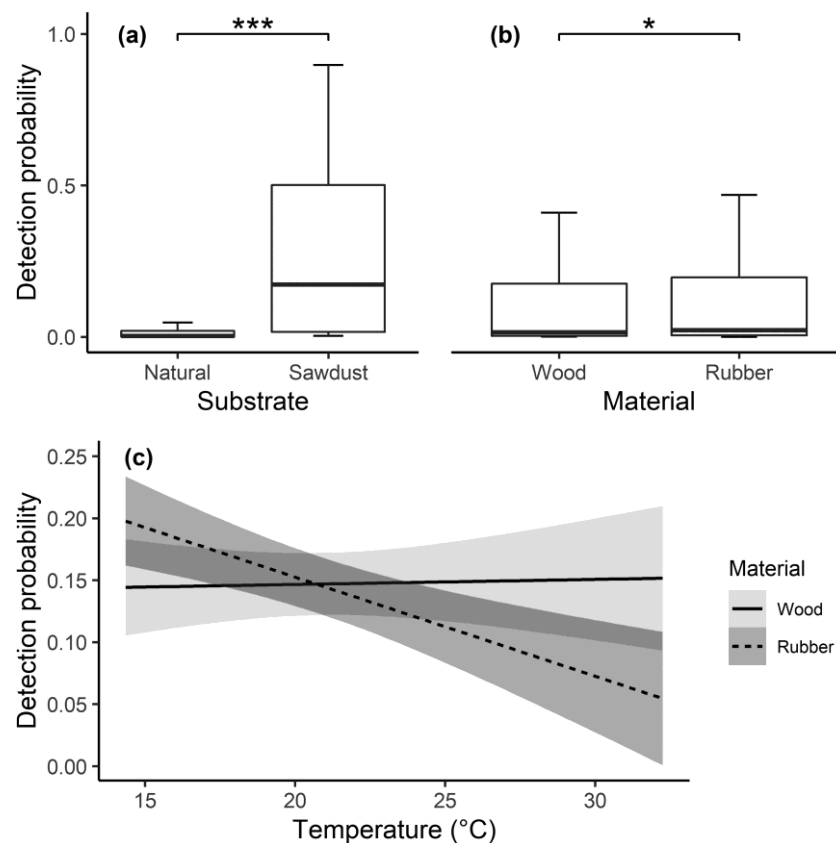 (a)
***
(b)
*
1.0
0.5
0.0
Detection probability
Natural Sawdust
Substrate
Wood Rubber
Material
(c)
0.25
0.20
0.15
0.10
0.05
0.00
Detection probability
15 20 25 30
Temperature (°C)
Material
Wood
Rubber